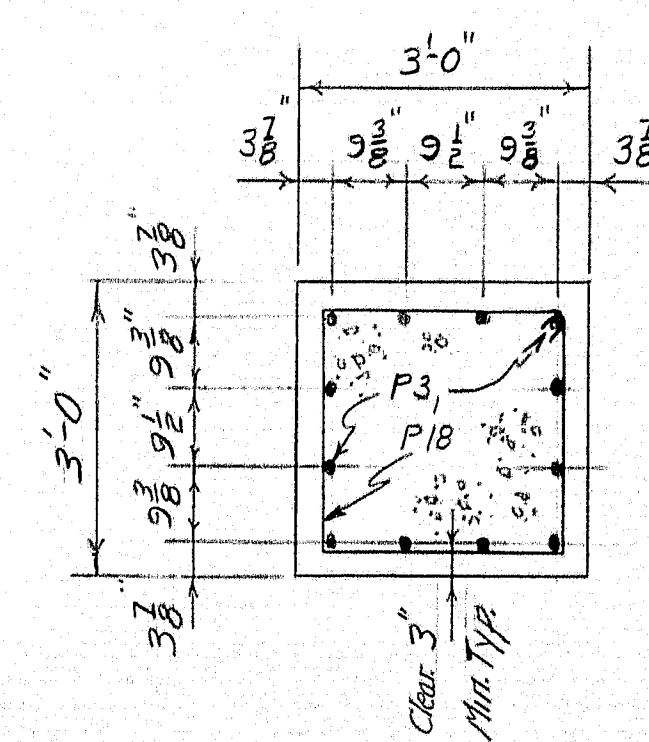 3'-0"
3 7/8" 9 3/8" 9 1/2" 9 3/8" 3 7/8
3 7/8"
9 3/8"
9 1/2"
9 3/8
3 7/8
3'-0"
P3,
P18
Clear 3"
Min. Typ.